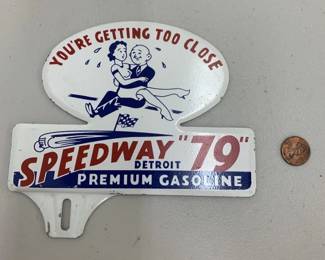 YOU'RE GETTING TOO CLOSE
SPEEDWAY "79"
DETROIT
PREMIUM GASOLINE